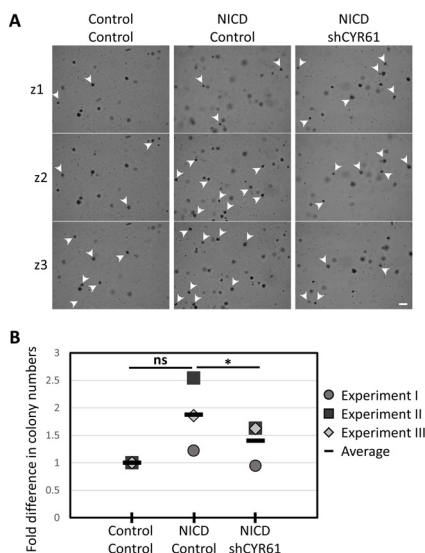 A
Control NICD NICD
Control Control shCYR61
z1
z2
z3
B
Fold difference in colony numbers
3
ns *
2.5
2
1.5
1
0.5
0
Experiment I
Experiment II
Experiment III
Average
Control NICD NICD
Control Control shCYR61